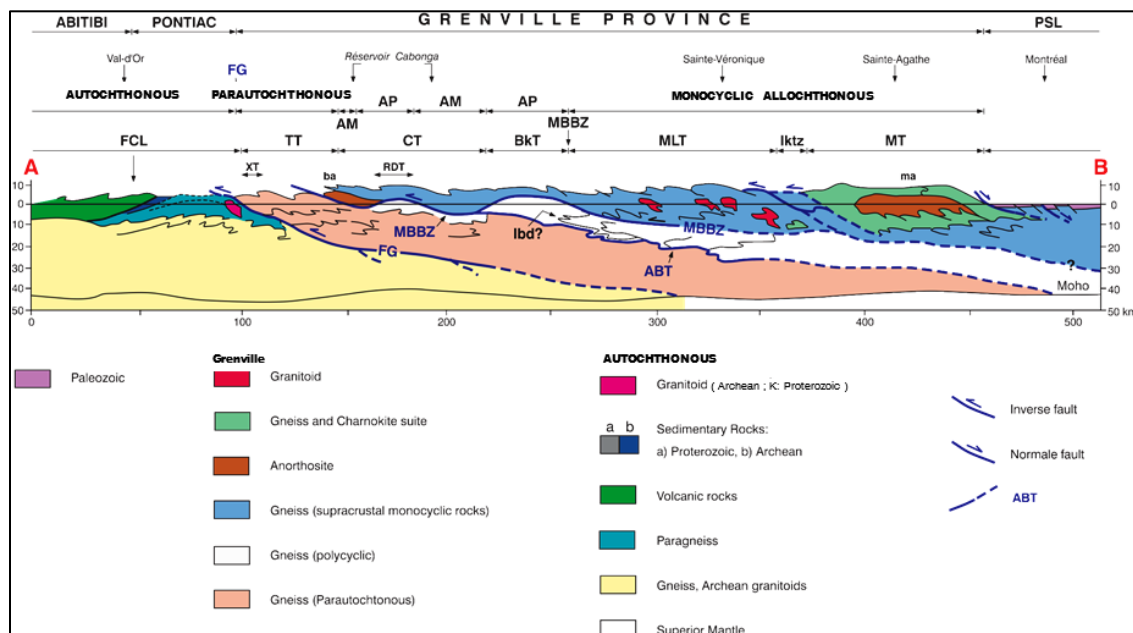 ABITIBI PONTIAC GRENVILLE PROVINCE PSL
Val-d'Or Réservoir Cabonga Sainte-Véronique Sainte-Agathe Montréal
FG
AUTOCHTHONOUS PARAUTOCHTHONOUS MONOCYCLIC ALLOCHTHONOUS
AP AM AP
AM MBBZ
FCL TT CT BkT MLT Iktz MT
A XT RDT B
ba ma
10 10
0 0
10 MBBZ Ibd? MBBZ 10
20 FG ABT 20
30 ? 30
40 Moho 40
50 50 km
0 100 200 300 400 500
Grenville AUTOCHTHONOUS
Paleozoic Granitoid Granitoid ( Archean ; K: Proterozoic )
Inverse fault
a b Sedimentary Rocks:
Gneiss and Charnokite suite a) Proterozoic, b) Archean
Normale fault
Anorthosite Volcanic rocks
ABT
Gneiss (supracrustal monocyclic rocks) Paragneiss
Gneiss (polycyclic)
Gneiss, Archean granitoids
Gneiss (Parautochtonous)
Superior Mantle